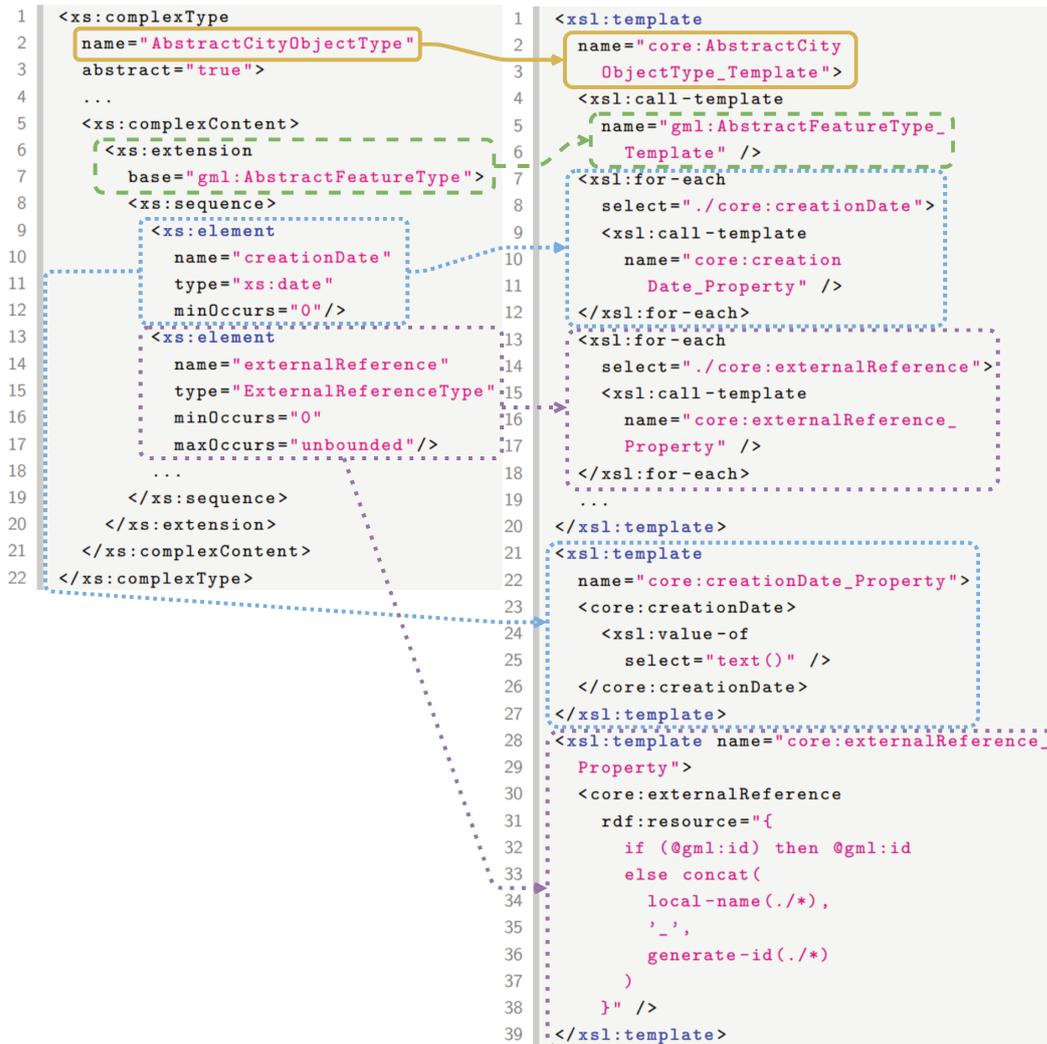 1 <xs:complexType
2 name="AbstractCityObjectType"
3 abstract="true">
4 ...
5 <xs:complexContent>
6 <xs:extension
7 base="gml:AbstractFeatureType">
8 <xs:sequence>
9 <xs:element
10 name="creationDate"
11 type="xs:date"
12 minOccurs="0"/>
13 <xs:element
14 name="externalReference"
15 type="ExternalReferenceType"
16 minOccurs="0"
17 maxOccurs="unbounded"/>
18 ...
19 </xs:sequence>
20 </xs:extension>
21 </xs:complexContent>
22 </xs:complexType>
1 <xsl:template
2 name="core:AbstractCity
3 ObjectType_Template">
4 <xsl:call-template
5 name="gml:AbstractFeatureType_
6 Template" />
7 <xsl:for-each
8 select="./core:creationDate">
9 <xsl:call-template
10 name="core:creation
11 Date_Property" />
12 </xsl:for-each>
13 <xsl:for-each
14 select="./core:externalReference">
15 <xsl:call-template
16 name="core:externalReference_
17 Property" />
18 </xsl:for-each>
19 ...
20 </xsl:template>
21 <xsl:template
22 name="core:creationDate_Property">
23 <core:creationDate>
24 <xsl:value-of
25 select="text()" />
26 </core:creationDate>
27 </xsl:template>
28 <xsl:template name="core:externalReference_
29 Property">
30 <core:externalReference
31 rdf:resource="{
32 if (@gml:id) then @gml:id
33 else concat(
34 local-name(./*),
35 '_',
36 generate-id(./*)
37 )
38 }" />
39 </xsl:template>